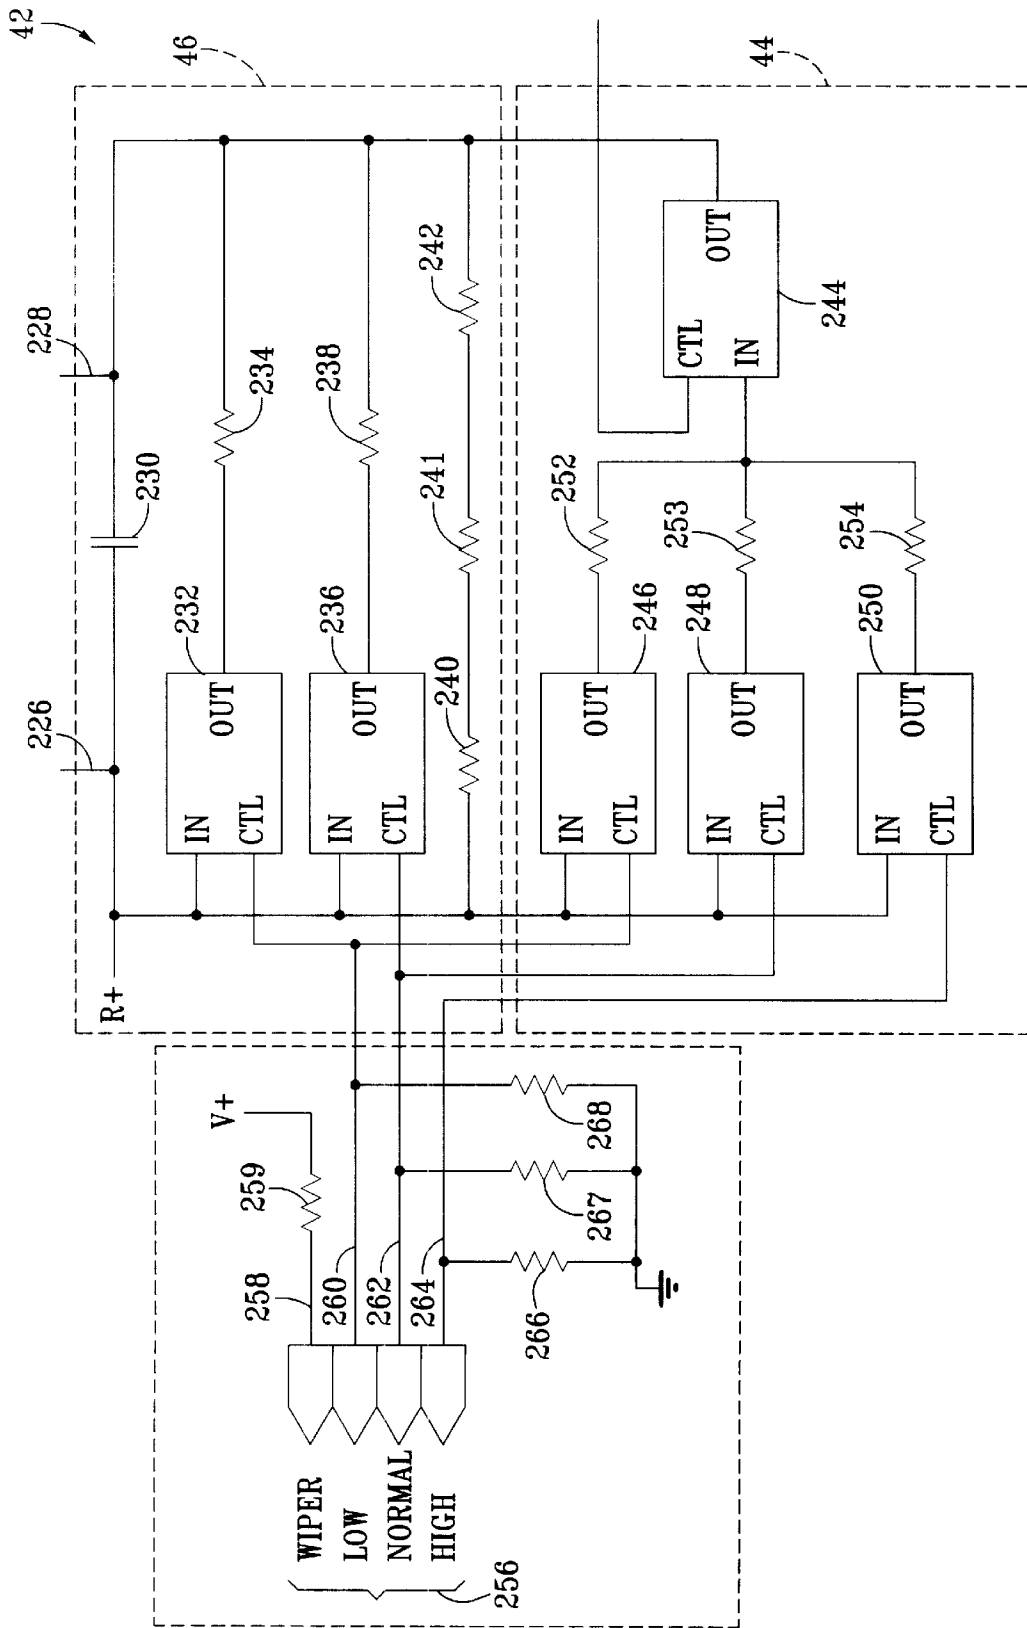 42
46
44
228
226
230
232
OUT
IN
CTL
234
236
OUT
IN
CTL
238
240
241
242
R+
CTL
IN
OUT
244
252
253
254
246
OUT
IN
CTL
248
OUT
IN
CTL
250
OUT
IN
CTL
V+
259
258
260
262
264
266
267
268
WIPER
LOW
NORMAL
HIGH
256